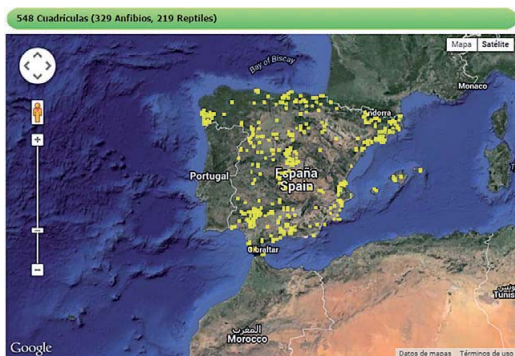 548 Cuadrículas (329 Anfibios, 219 Reptiles)
Mapa
Satélite
Bay of Biscay
Monaco
Andorra
Portugal
España
Spain
Gibraltar
تونس
Tunis
المغرب
Morocco
Google
Datos de mapas
Términos de uso